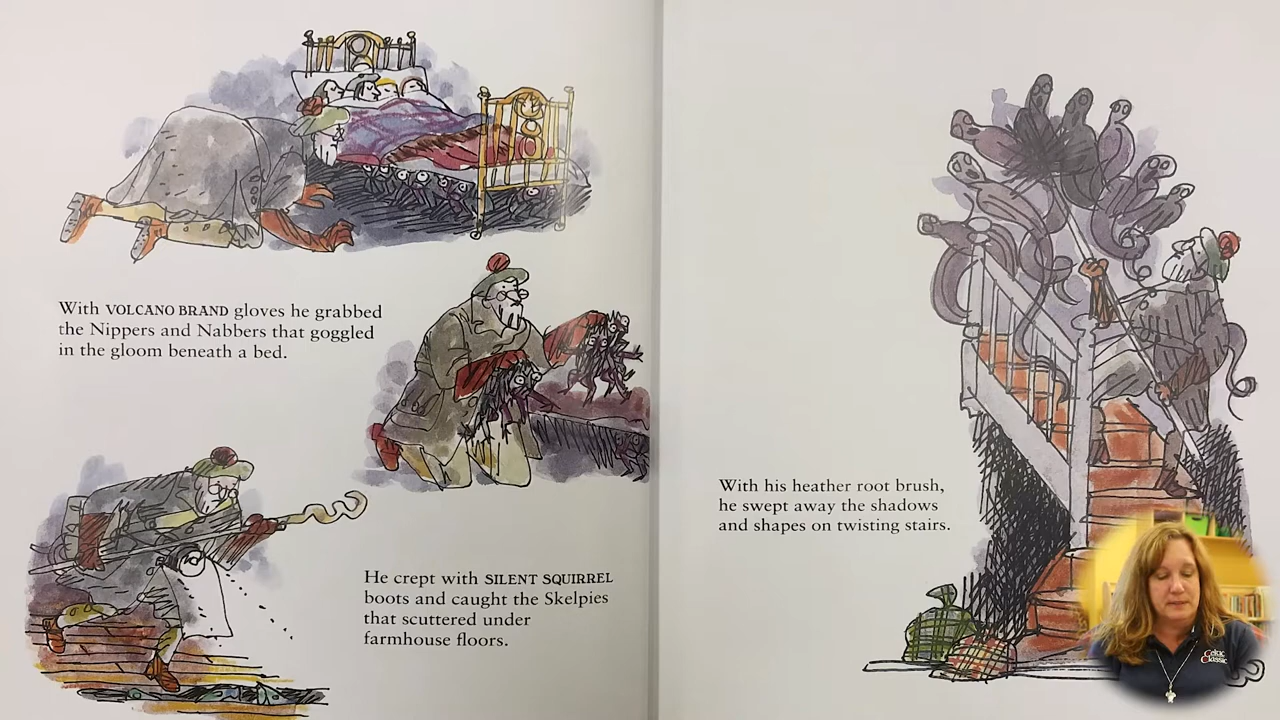 With VOLCANO BRAND gloves he grabbed
the Nippers and Nabbers that goggled
in the gloom beneath a bed.
He crept with SILENT SQUIRREL
boots and caught the Skelpies
that scuttered under
farmhouse floors.
With his heather root brush,
he swept away the shadows
and shapes on twisting stairs.
Celtic
Classic